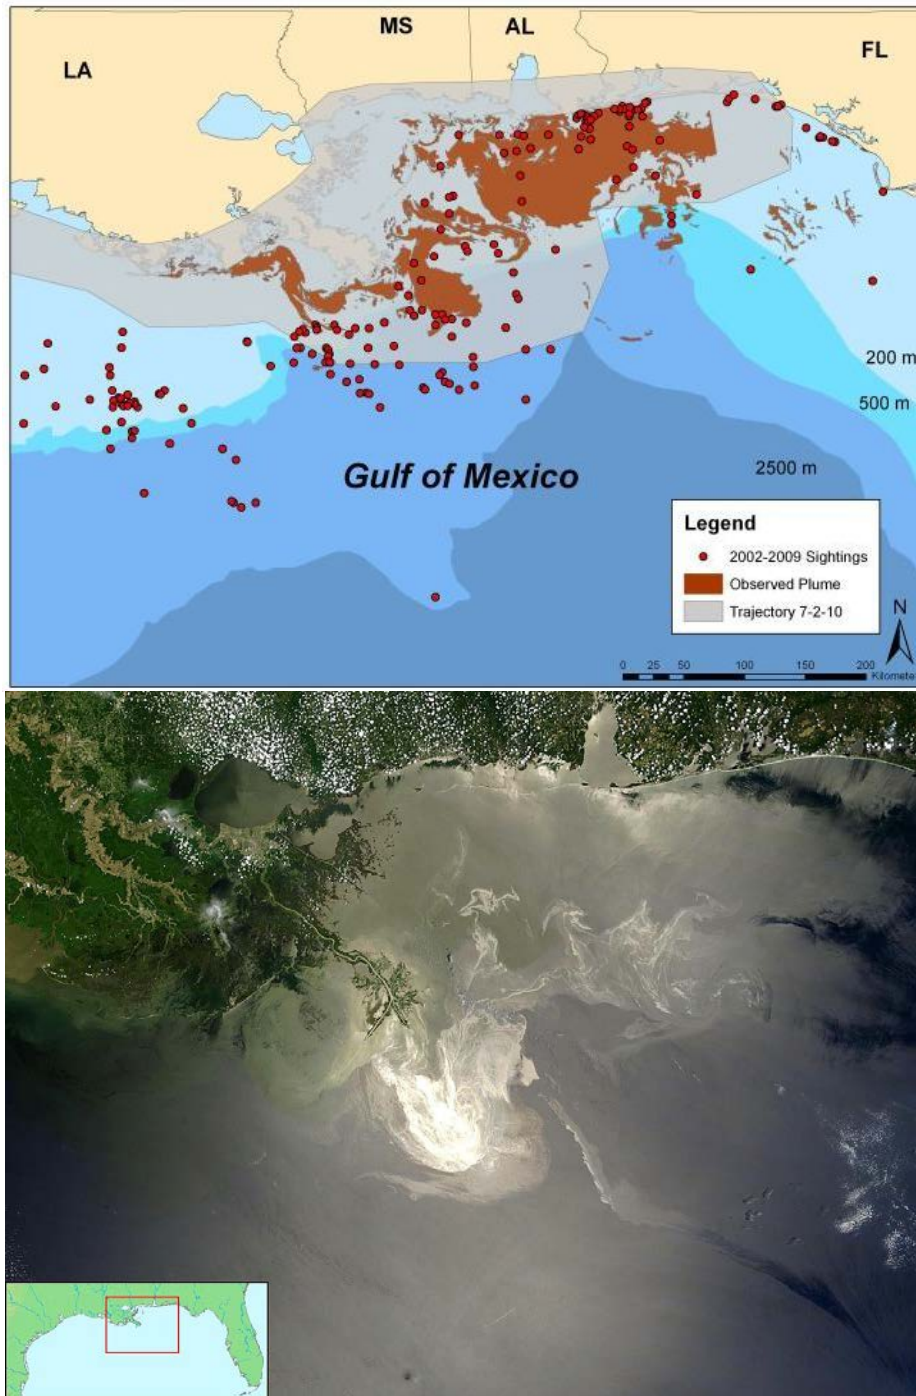 MS
AL
LA
FL
200 m
500 m
Gulf of Mexico
2500 m
Legend
2002-2009 Sightings
Observed Plume
Trajectory 7-2-10
N
0 25 50 100 150 200
Kilomete